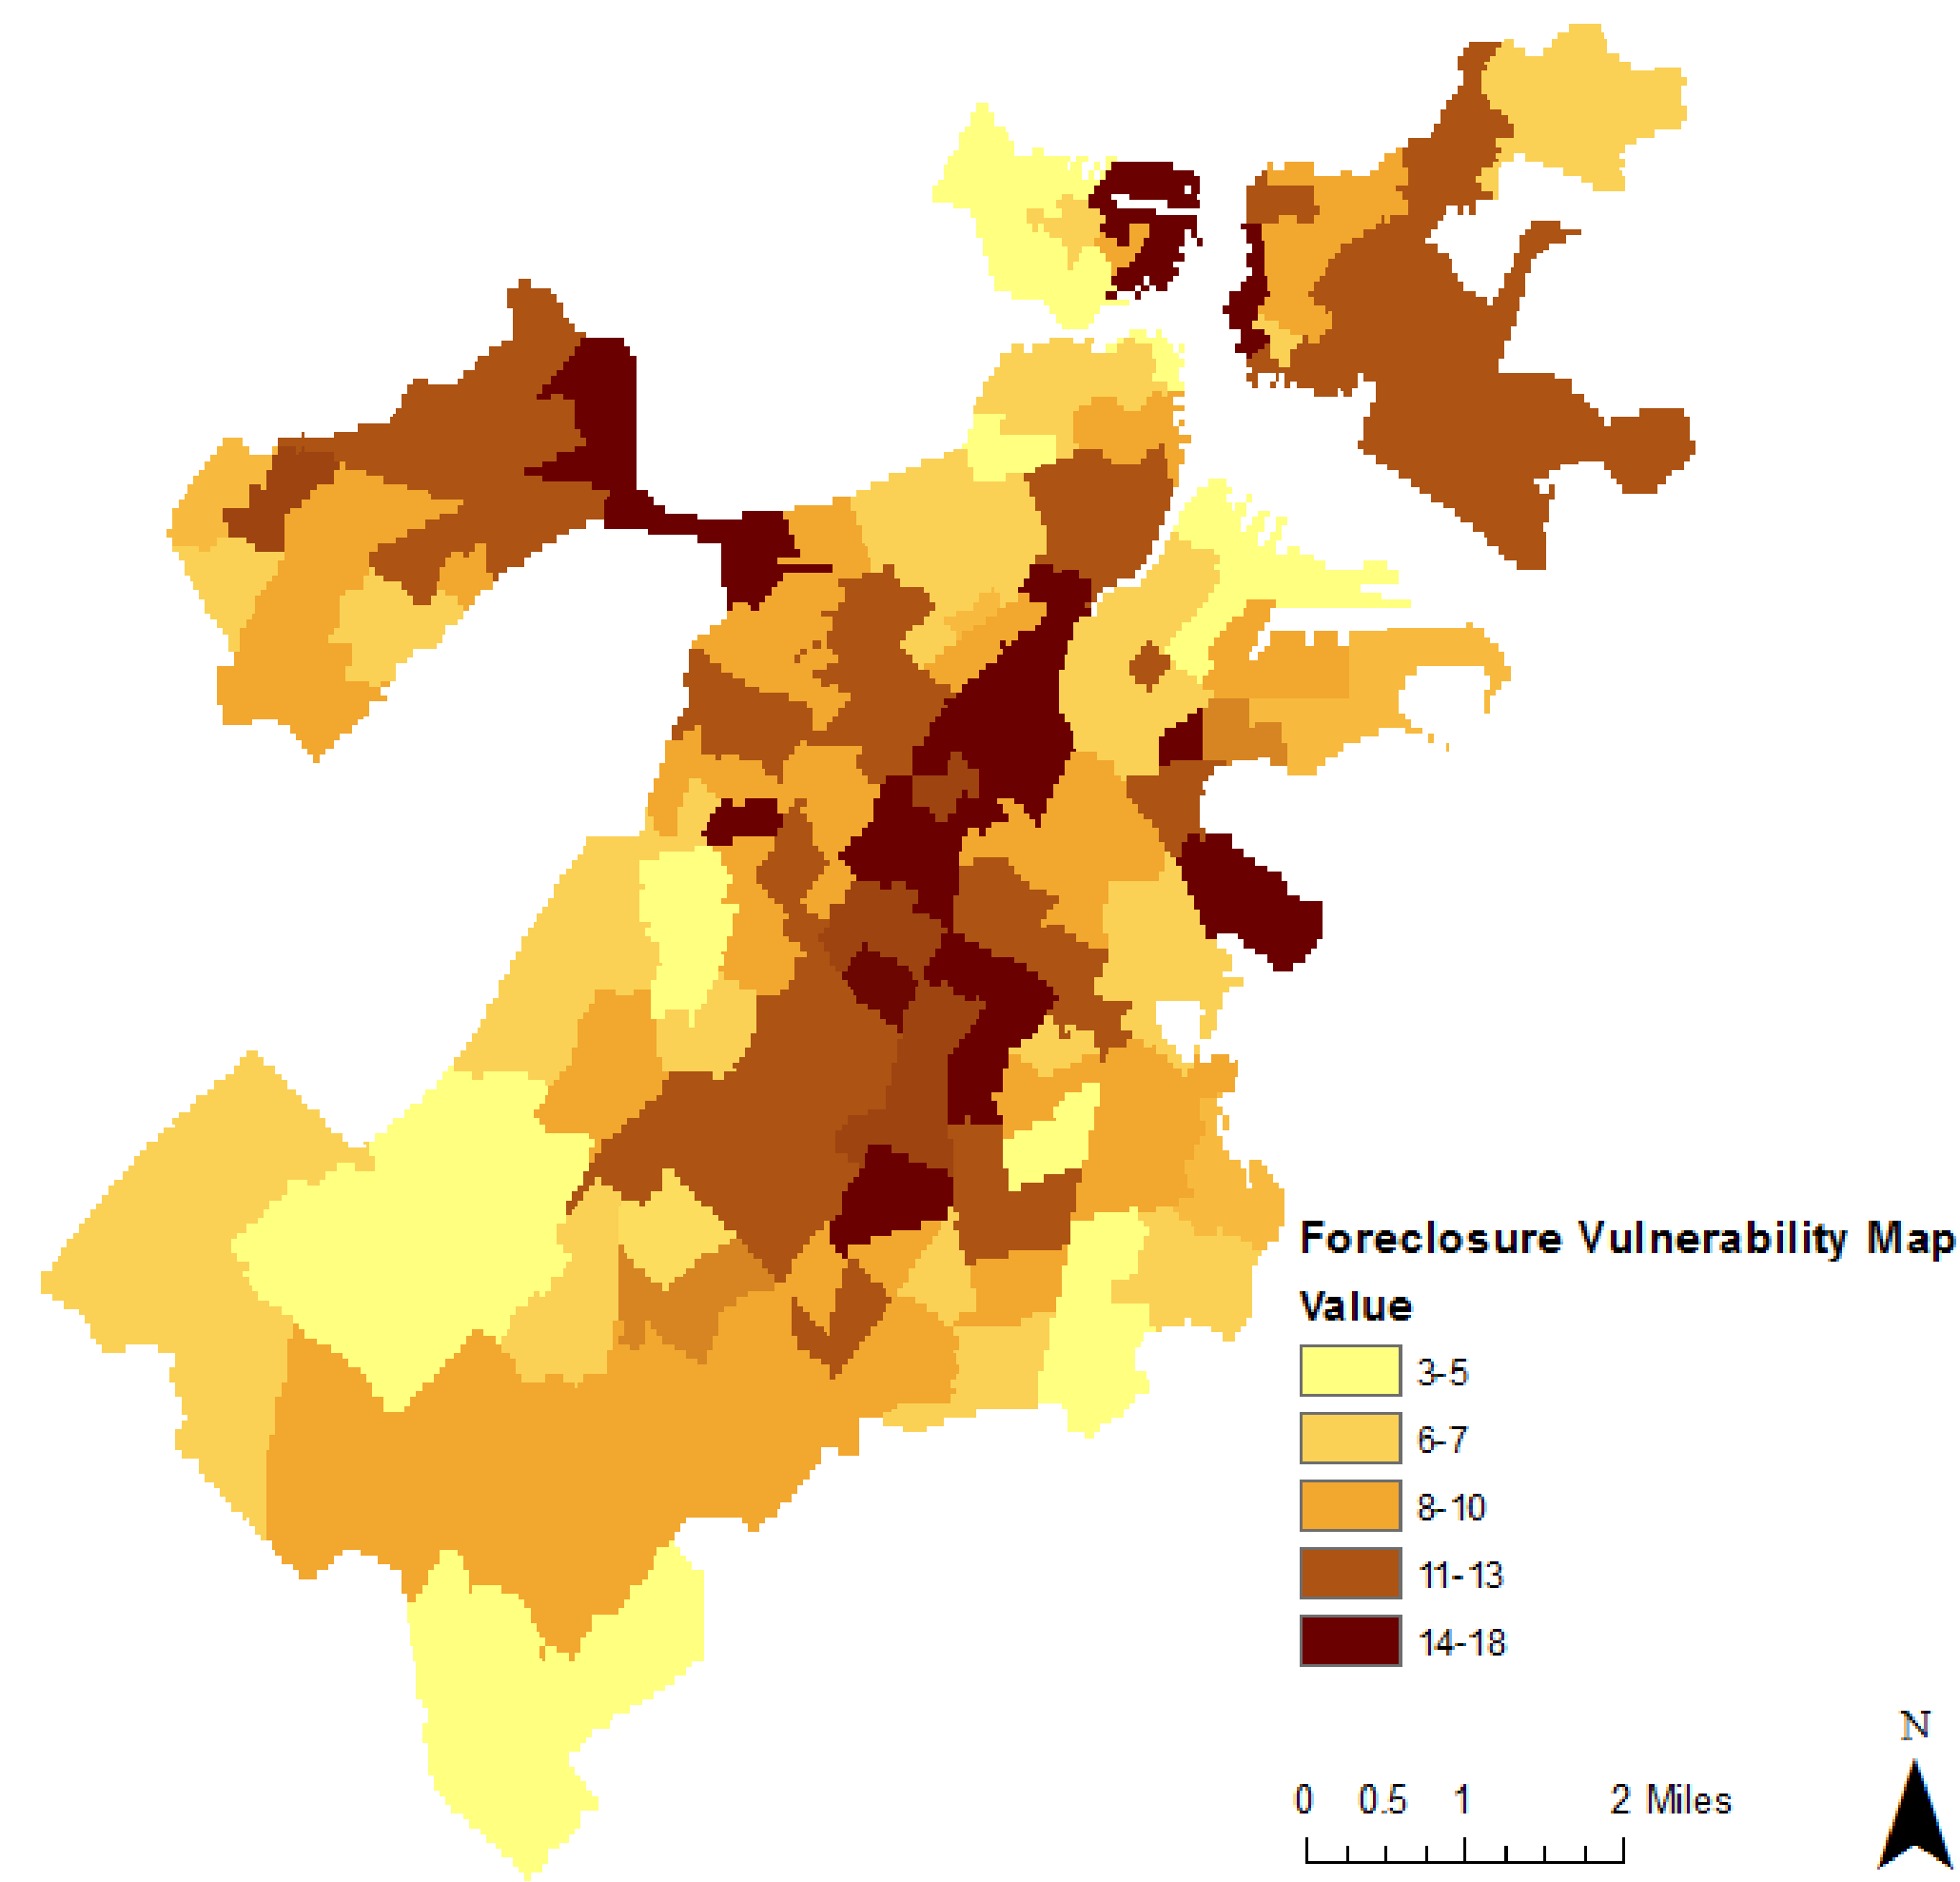 Foreclosure Vulnerability Map
Value
3-5
6-7
8-10
11-13
14-18
N
0 0.5 1 2 Miles